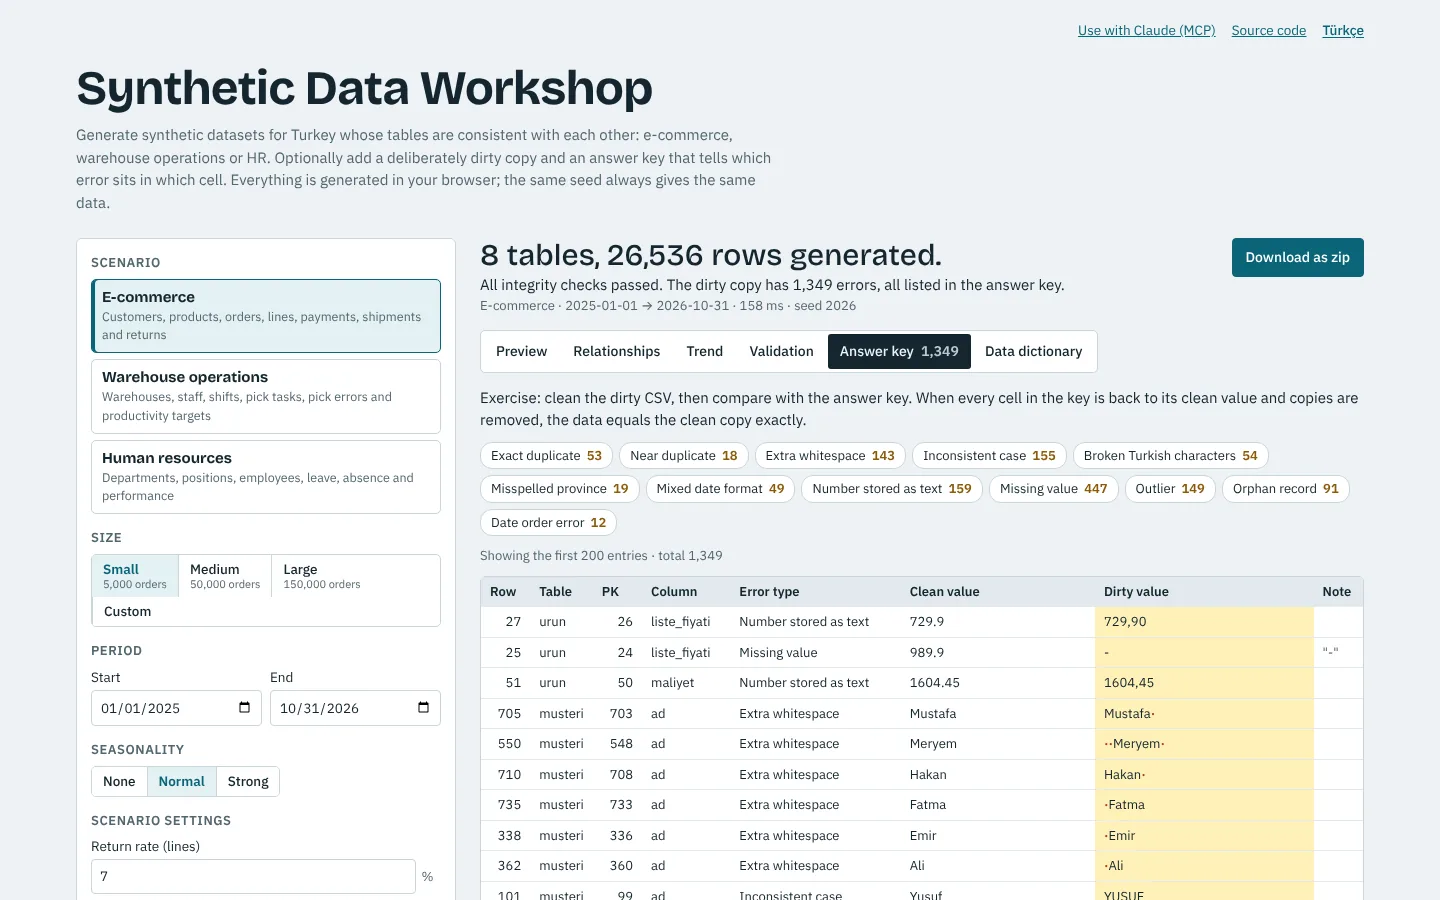 Use with Claude (MCP) Source code Türkçe
Synthetic Data Workshop
Generate synthetic datasets for Turkey whose tables are consistent with each other: e-commerce,
warehouse operations or HR. Optionally add a deliberately dirty copy and an answer key that tells which
error sits in which cell. Everything is generated in your browser; the same seed always gives the same
data.
SCENARIO
E-commerce
Customers, products, orders, lines, payments, shipments
and returns
Warehouse operations
Warehouses, staff, shifts, pick tasks, pick errors and
productivity targets
Human resources
Departments, positions, employees, leave, absence and
performance
SIZE
Small Medium Large
5,000 orders 50,000 orders 150,000 orders
Custom
PERIOD
Start End
01/01/2025 10/31/2026
SEASONALITY
None Normal Strong
SCENARIO SETTINGS
Return rate (lines)
7 %
8 tables, 26,536 rows generated.
Download as zip
All integrity checks passed. The dirty copy has 1,349 errors, all listed in the answer key.
E-commerce · 2025-01-01 → 2026-10-31 · 158 ms · seed 2026
Preview Relationships Trend Validation Answer key 1,349 Data dictionary
Exercise: clean the dirty CSV, then compare with the answer key. When every cell in the key is back to its clean value and copies are
removed, the data equals the clean copy exactly.
Exact duplicate 53 Near duplicate 18 Extra whitespace 143 Inconsistent case 155 Broken Turkish characters 54
Misspelled province 19 Mixed date format 49 Number stored as text 159 Missing value 447 Outlier 149 Orphan record 91
Date order error 12
Showing the first 200 entries · total 1,349
Row Table PK Column Error type Clean value Dirty value Note
27 urun 26 liste_fiyati Number stored as text 729.9 729,90
25 urun 24 liste_fiyati Missing value 989.9 - "-"
51 urun 50 maliyet Number stored as text 1604.45 1604,45
705 musteri 703 ad Extra whitespace Mustafa Mustafa·
550 musteri 548 ad Extra whitespace Meryem ··Meryem·
710 musteri 708 ad Extra whitespace Hakan Hakan·
735 musteri 733 ad Extra whitespace Fatma ·Fatma
338 musteri 336 ad Extra whitespace Emir ·Emir
362 musteri 360 ad Extra whitespace Ali ·Ali
101 musteri 99 ad Inconsistent case Yusuf YUSUF